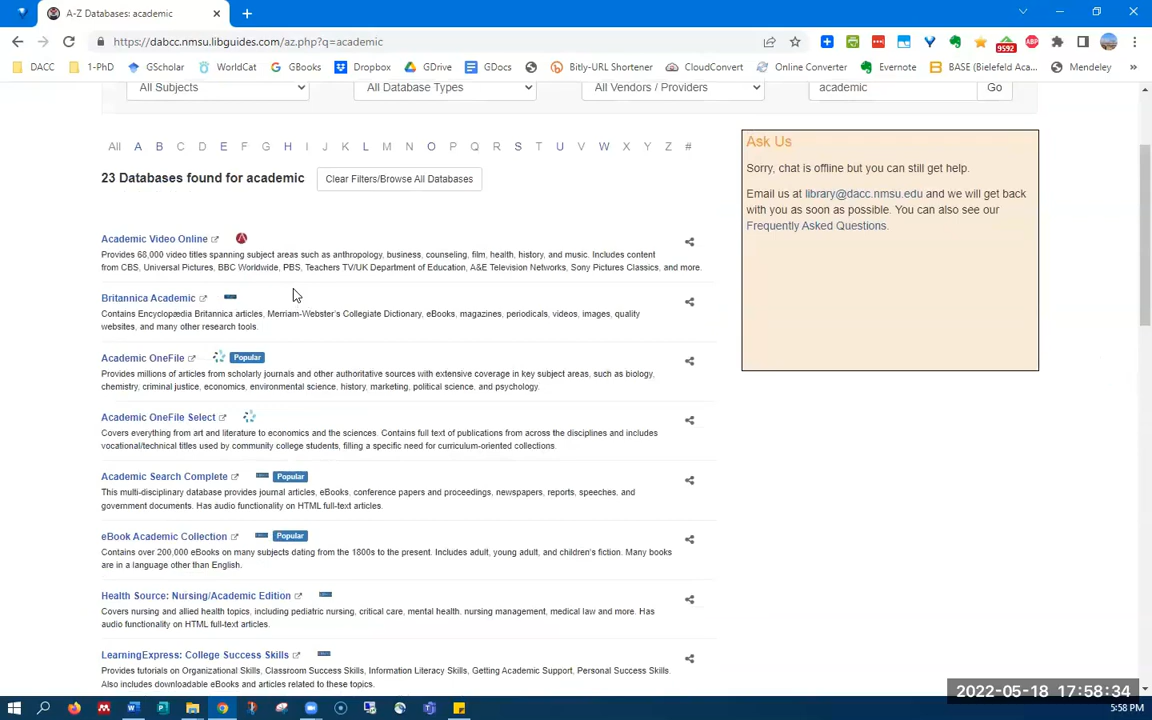 A-Z Databases: academic
https://dabcc.nmsu.libguides.com/az.php?q=academic
9592
ABP
DACC
1-PhD
GScholar
WorldCat
GBooks
Dropbox
GDrive
GDocs
Bitly-URL Shortener
CloudConvert
Online Converter
Evernote
BASE (Bielefeld Aca...
Mendeley
All Subjects
All Database Types
All Vendors / Providers
academic
Go
All A B C D E F G H I J K L M N O P Q R S T U V W X Y Z #
23 Databases found for academic
Clear Filters/Browse All Databases
Academic Video Online
Provides 68,000 video titles spanning subject areas such as anthropology, business, counseling, film, health, history, and music. Includes content
from CBS, Universal Pictures, BBC Worldwide, PBS, Teachers TV/UK Department of Education, A&E Television Networks, Sony Pictures Classics, and more.
Britannica Academic
Contains Encyclopædia Britannica articles, Merriam-Webster's Collegiate Dictionary, eBooks, magazines, periodicals, videos, images, quality
websites, and many other research tools.
Academic OneFile
Popular
Provides millions of articles from scholarly journals and other authoritative sources with extensive coverage in key subject areas, such as biology,
chemistry, criminal justice, economics, environmental science, history, marketing, political science, and psychology.
Academic OneFile Select
Covers everything from art and literature to economics and the sciences. Contains full text of publications from across the disciplines and includes
vocational/technical titles used by community college students, filling a specific need for curriculum-oriented collections.
Academic Search Complete
Popular
This multi-disciplinary database provides journal articles, eBooks, conference papers and proceedings, newspapers, reports, speeches, and
government documents. Has audio functionality on HTML full-text articles.
eBook Academic Collection
Popular
Contains over 200,000 eBooks on many subjects dating from the 1800s to the present. Includes adult, young adult, and children's fiction. Many books
are in a language other than English.
Health Source: Nursing/Academic Edition
Covers nursing and allied health topics, including pediatric nursing, critical care, mental health. nursing management, medical law and more. Has
audio functionality on HTML full-text articles.
LearningExpress: College Success Skills
Provides tutorials on Organizational Skills, Classroom Success Skills, Information Literacy Skills, Getting Academic Support, Personal Success Skills.
Also includes downloadable eBooks and articles related to these topics.
Ask Us
Sorry, chat is offline but you can still get help.
Email us at library@dacc.nmsu.edu and we will get back
with you as soon as possible. You can also see our
Frequently Asked Questions.
2022-05-18 17:58:34
5:58 PM